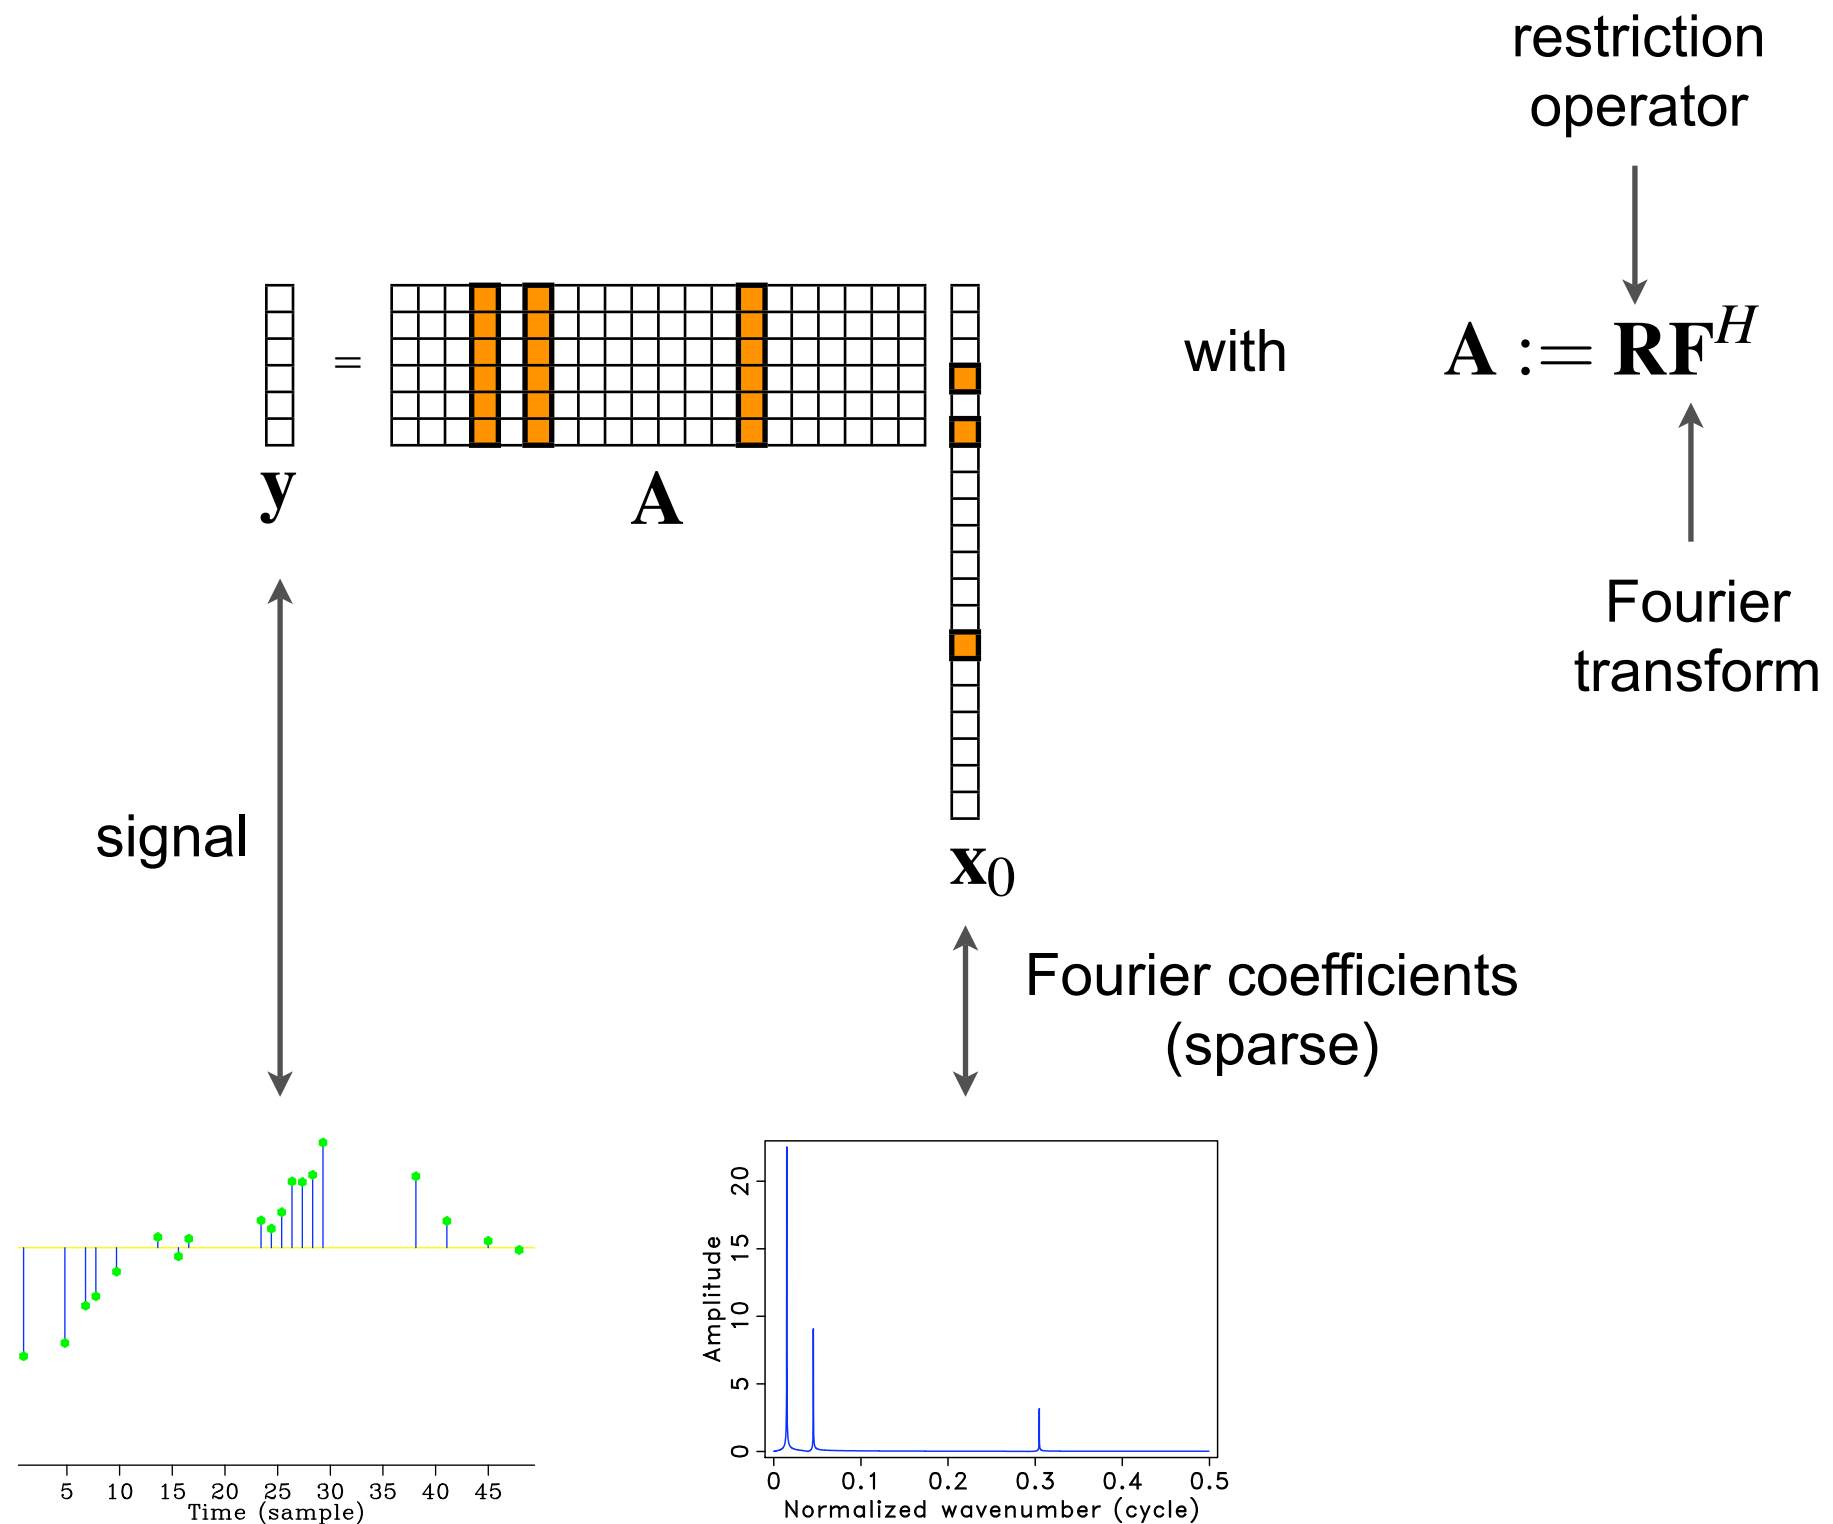 restriction
operator
=
with
A := RF^H
y
A
Fourier
transform
signal
x_0
Fourier coefficients
(sparse)
5 10 15 20 25 30 35 40 45
Time (sample)
Amplitude
20
15
10
5
0
0 0.1 0.2 0.3 0.4 0.5
Normalized wavenumber (cycle)